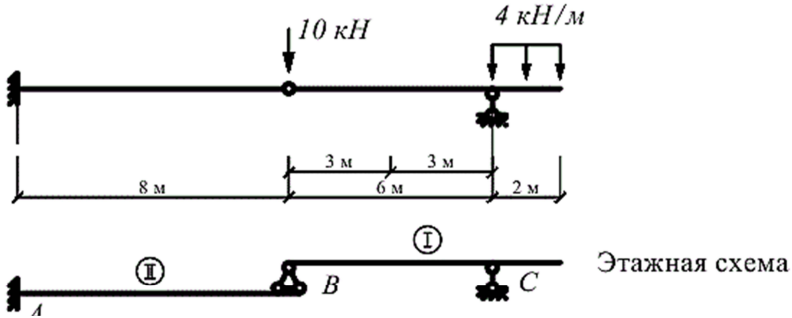 10 кН
4 кН/м
3 м
3 м
8 м
6 м
2 м
I
II
B
C
Этажная схема
A